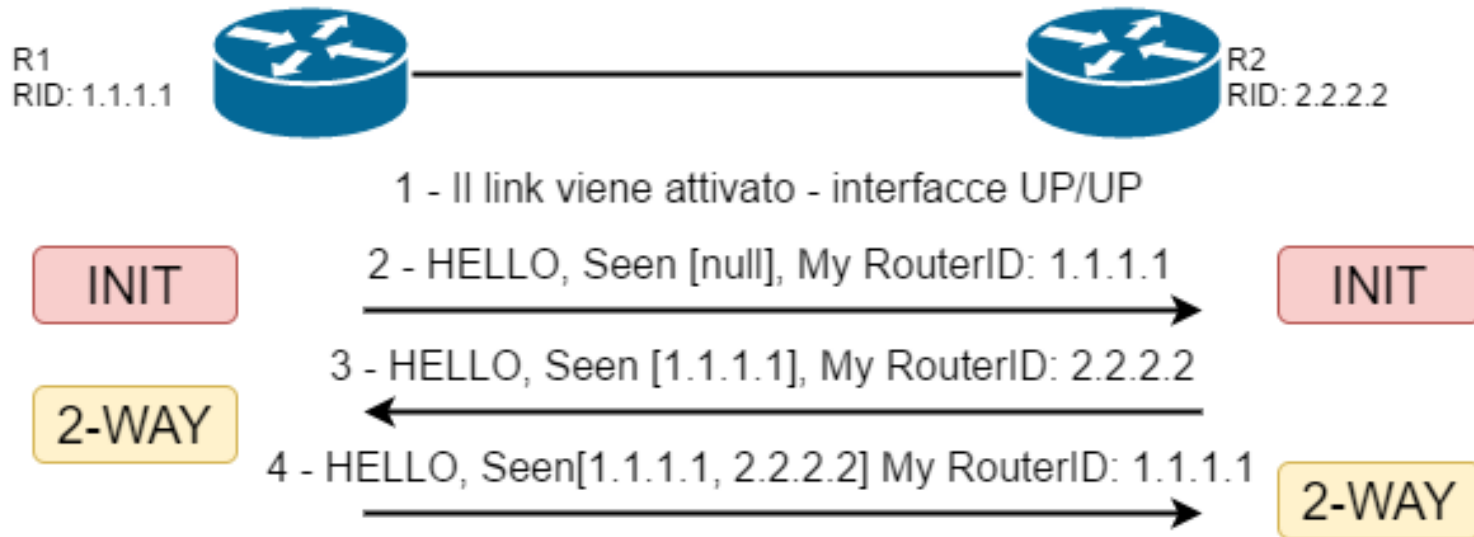 R1
RID: 1.1.1.1
R2
RID: 2.2.2.2
1 - Il link viene attivato - interfacce UP/UP
INIT
2 - HELLO, Seen [null], My RouterID: 1.1.1.1
INIT
3 - HELLO, Seen [1.1.1.1], My RouterID: 2.2.2.2
2-WAY
4 - HELLO, Seen[1.1.1.1, 2.2.2.2] My RouterID: 1.1.1.1
2-WAY